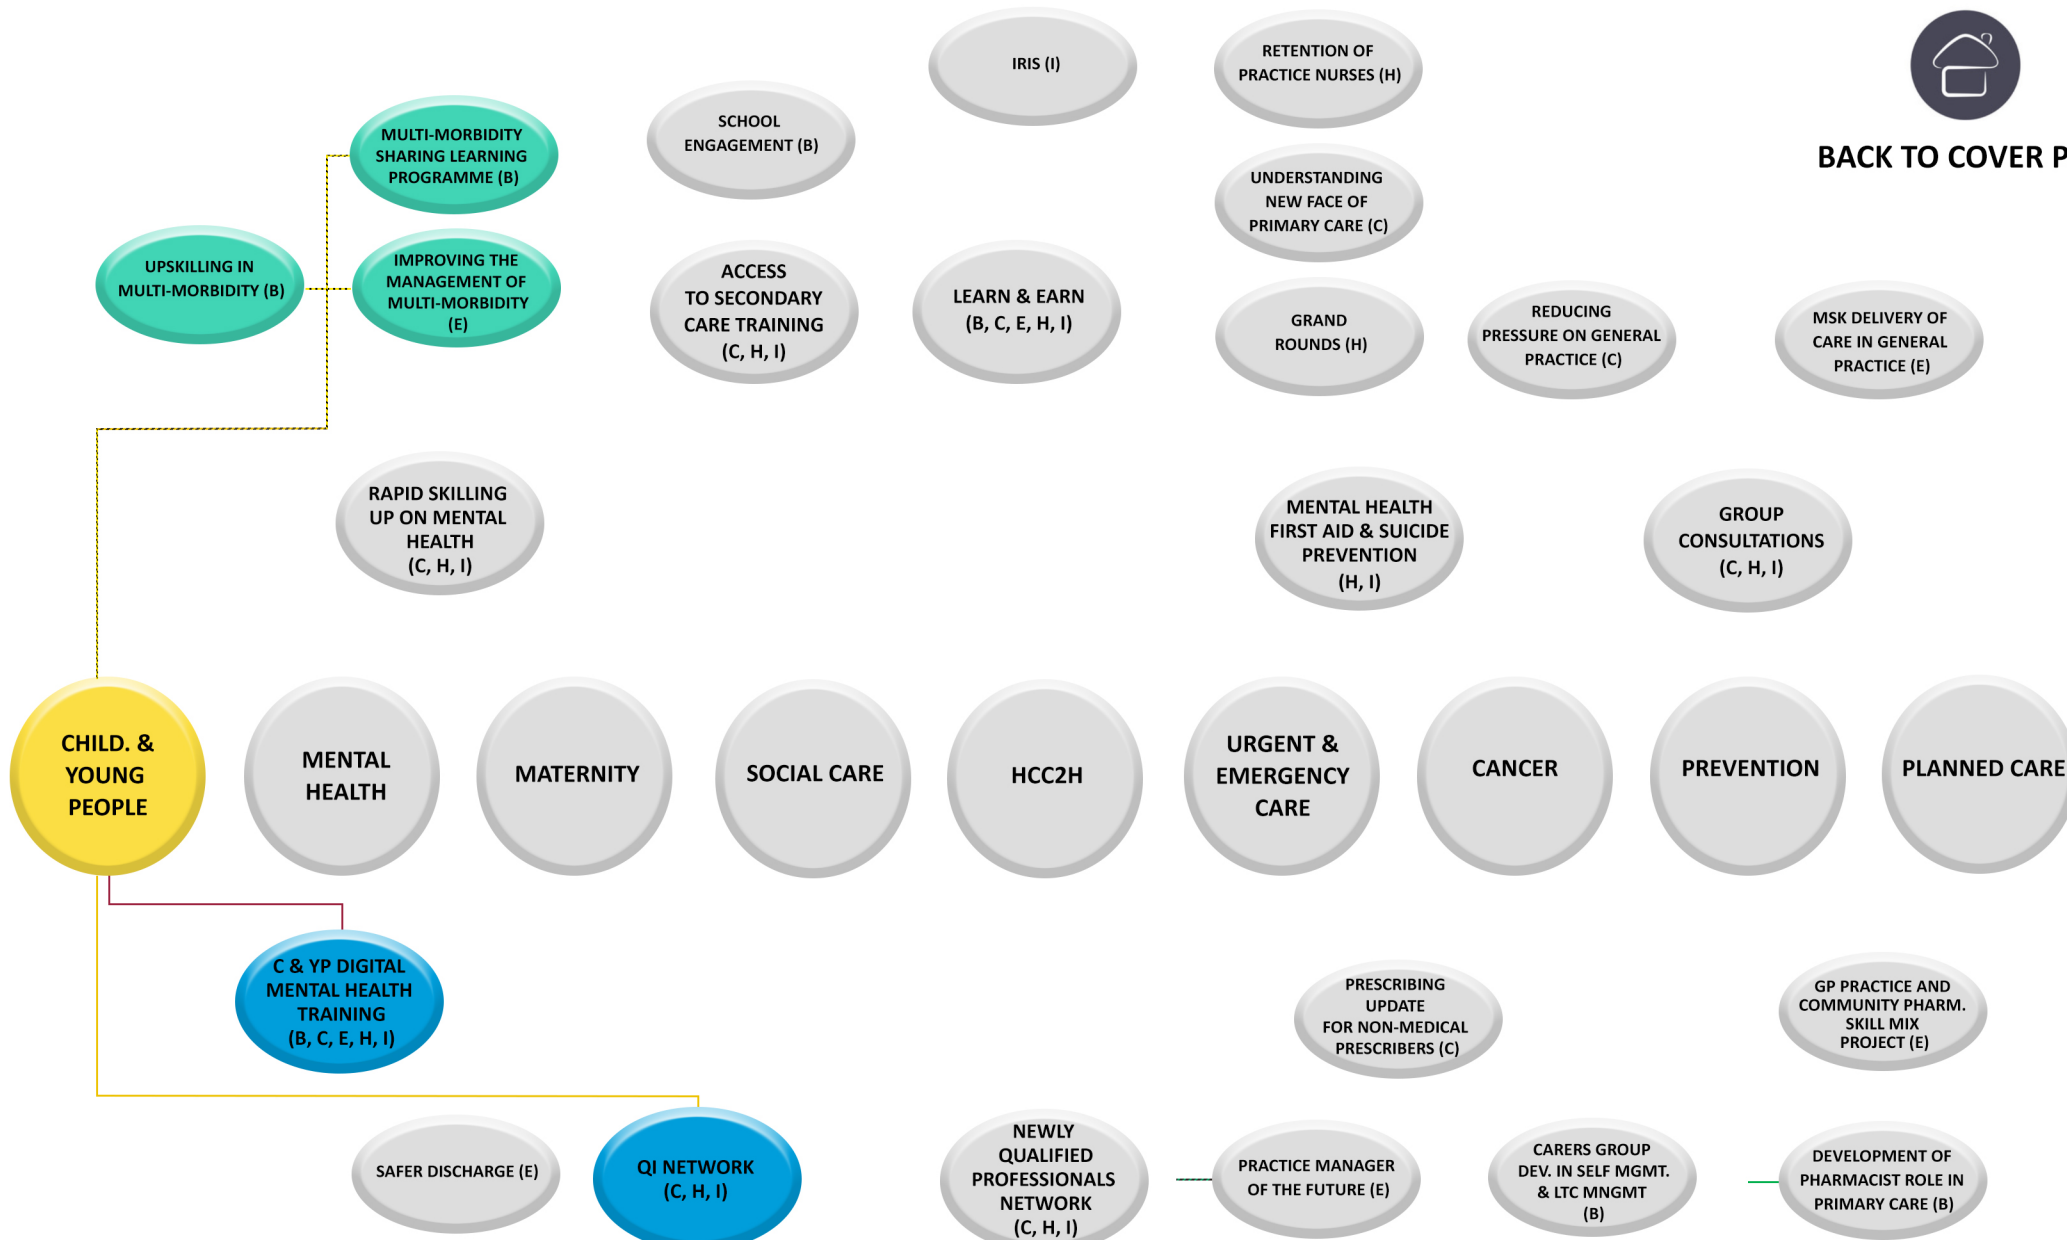 IRIS (I)
RETENTION OF
PRACTICE NURSES (H)
BACK TO COVER P
MULTI-MORBIDITY
SHARING LEARNING
PROGRAMME (B)
SCHOOL
ENGAGEMENT (B)
UNDERSTANDING
NEW FACE OF
PRIMARY CARE (C)
UPSKILLING IN
MULTI-MORBIDITY (B)
IMPROVING THE
MANAGEMENT OF
MULTI-MORBIDITY
(E)
ACCESS
TO SECONDARY
CARE TRAINING
(C, H, I)
LEARN & EARN
(B, C, E, H, I)
GRAND
ROUNDS (H)
REDUCING
PRESSURE ON GENERAL
PRACTICE (C)
MSK DELIVERY OF
CARE IN GENERAL
PRACTICE (E)
RAPID SKILLING
UP ON MENTAL
HEALTH
(C, H, I)
MENTAL HEALTH
FIRST AID & SUICIDE
PREVENTION
(H, I)
GROUP
CONSULTATIONS
(C, H, I)
CHILD. &
YOUNG
PEOPLE
MENTAL
HEALTH
MATERNITY
SOCIAL CARE
HCC2H
URGENT &
EMERGENCY
CARE
CANCER
PREVENTION
PLANNED CARE
C & YP DIGITAL
MENTAL HEALTH
TRAINING
(B, C, E, H, I)
PRESCRIBING
UPDATE
FOR NON-MEDICAL
PRESCRIBERS (C)
GP PRACTICE AND
COMMUNITY PHARM.
SKILL MIX
PROJECT (E)
SAFER DISCHARGE (E)
QI NETWORK
(C, H, I)
NEWLY
QUALIFIED
PROFESSIONALS
NETWORK
(C, H, I)
PRACTICE MANAGER
OF THE FUTURE (E)
CARERS GROUP
DEV. IN SELF MGMT.
& LTC MNGMT
(B)
DEVELOPMENT OF
PHARMACIST ROLE IN
PRIMARY CARE (B)